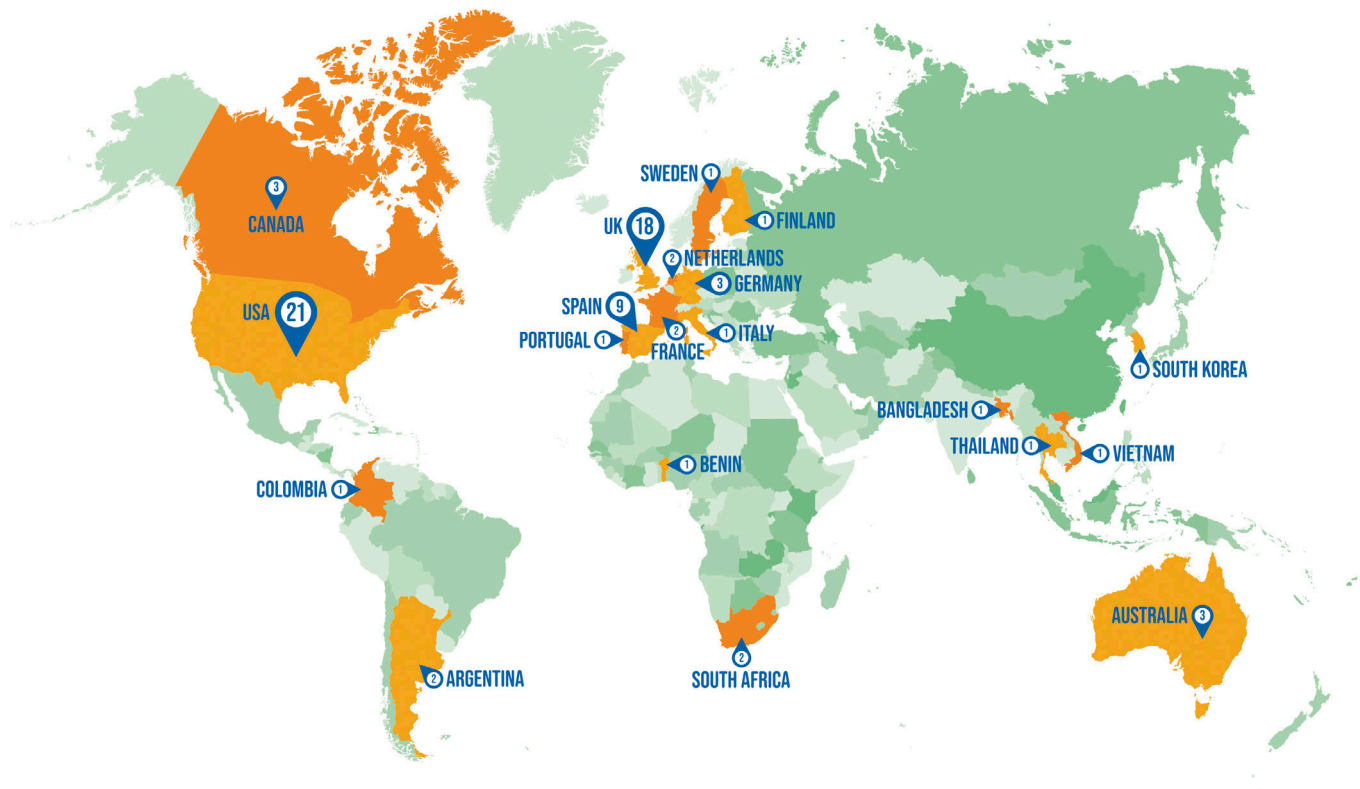 3
CANADA
USA 21
COLOMBIA 1
2 ARGENTINA
SWEDEN 1
UK 18
1 FINLAND
2 NETHERLANDS
3 GERMANY
SPAIN 9
PORTUGAL 1
2
FRANCE
1 ITALY
1 BENIN
2
SOUTH AFRICA
1 SOUTH KOREA
BANGLADESH 1
THAILAND 1
1 VIETNAM
AUSTRALIA 3